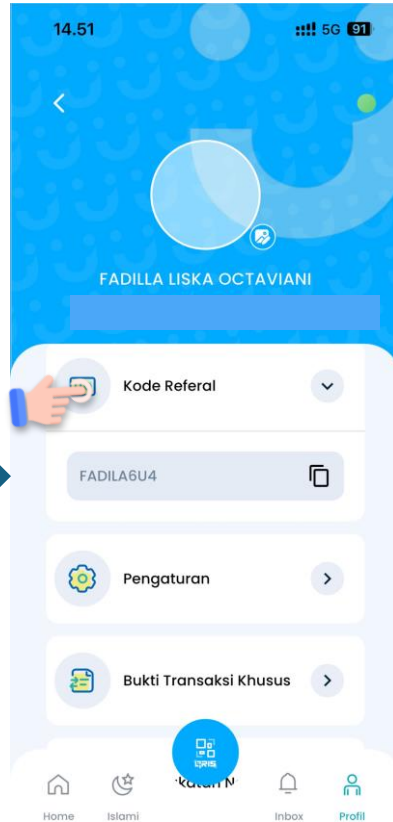 14.51
5G 91
FADILLA LISKA OCTAVIANI
Kode Referal
FADILA6U4
Pengaturan
Bukti Transaksi Khusus
QRIS
Home
Islami
Inbox
Profil